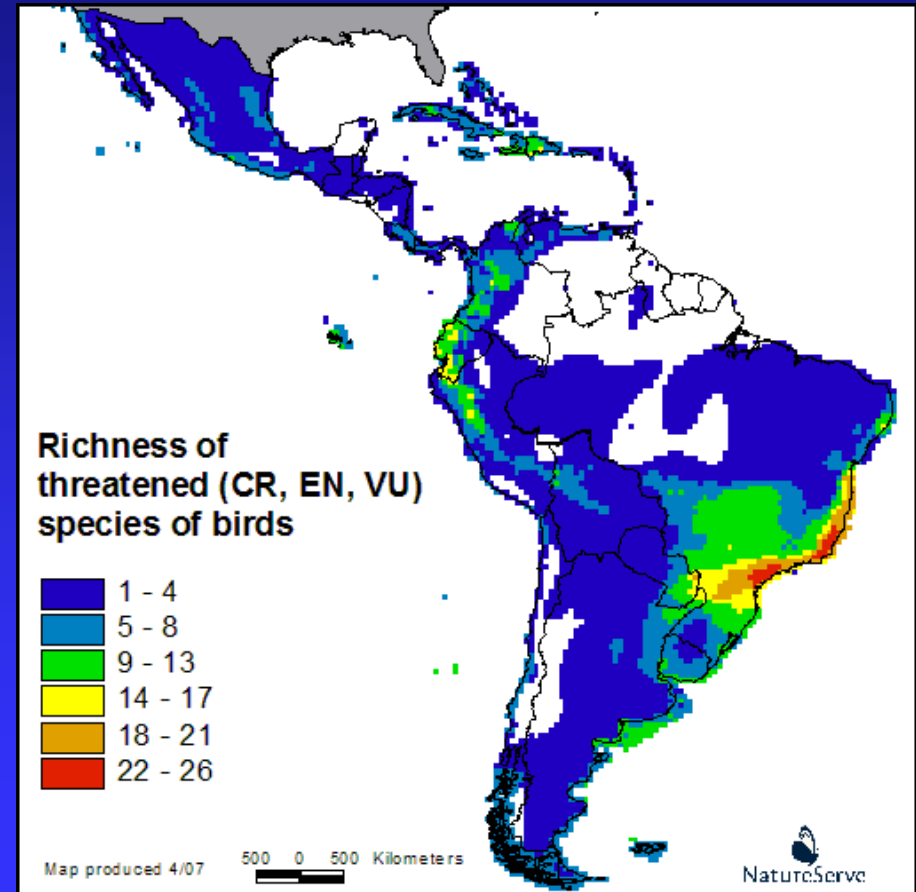 Richness of
threatened (CR, EN, VU)
species of birds
1 - 4
5 - 8
9 - 13
14 - 17
18 - 21
22 - 26
Map produced 4/07
500 0 500 Kilometers
NatureServe